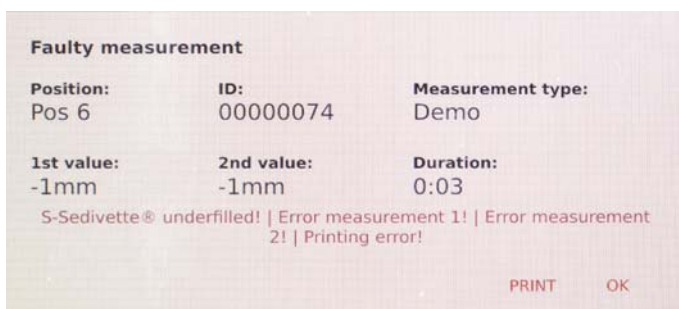 Faulty measurement
Position: ID: Measurement type:
Pos 6 00000074 Demo
1st value: 2nd value: Duration:
-1mm -1mm 0:03
S-Sedivette® underfilled! | Error measurement 1! | Error measurement
2! | Printing error!
PRINT OK